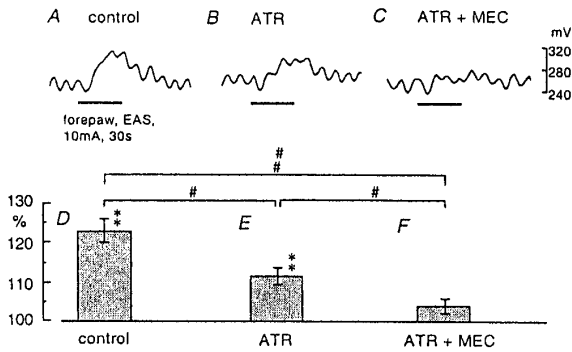 A control B ATR C ATR + MEC
mV
320
280
240
forepaw, EAS,
10mA, 30s
#
#
# #
130
% D E F
**
120
**
110
100
control ATR ATR + MEC